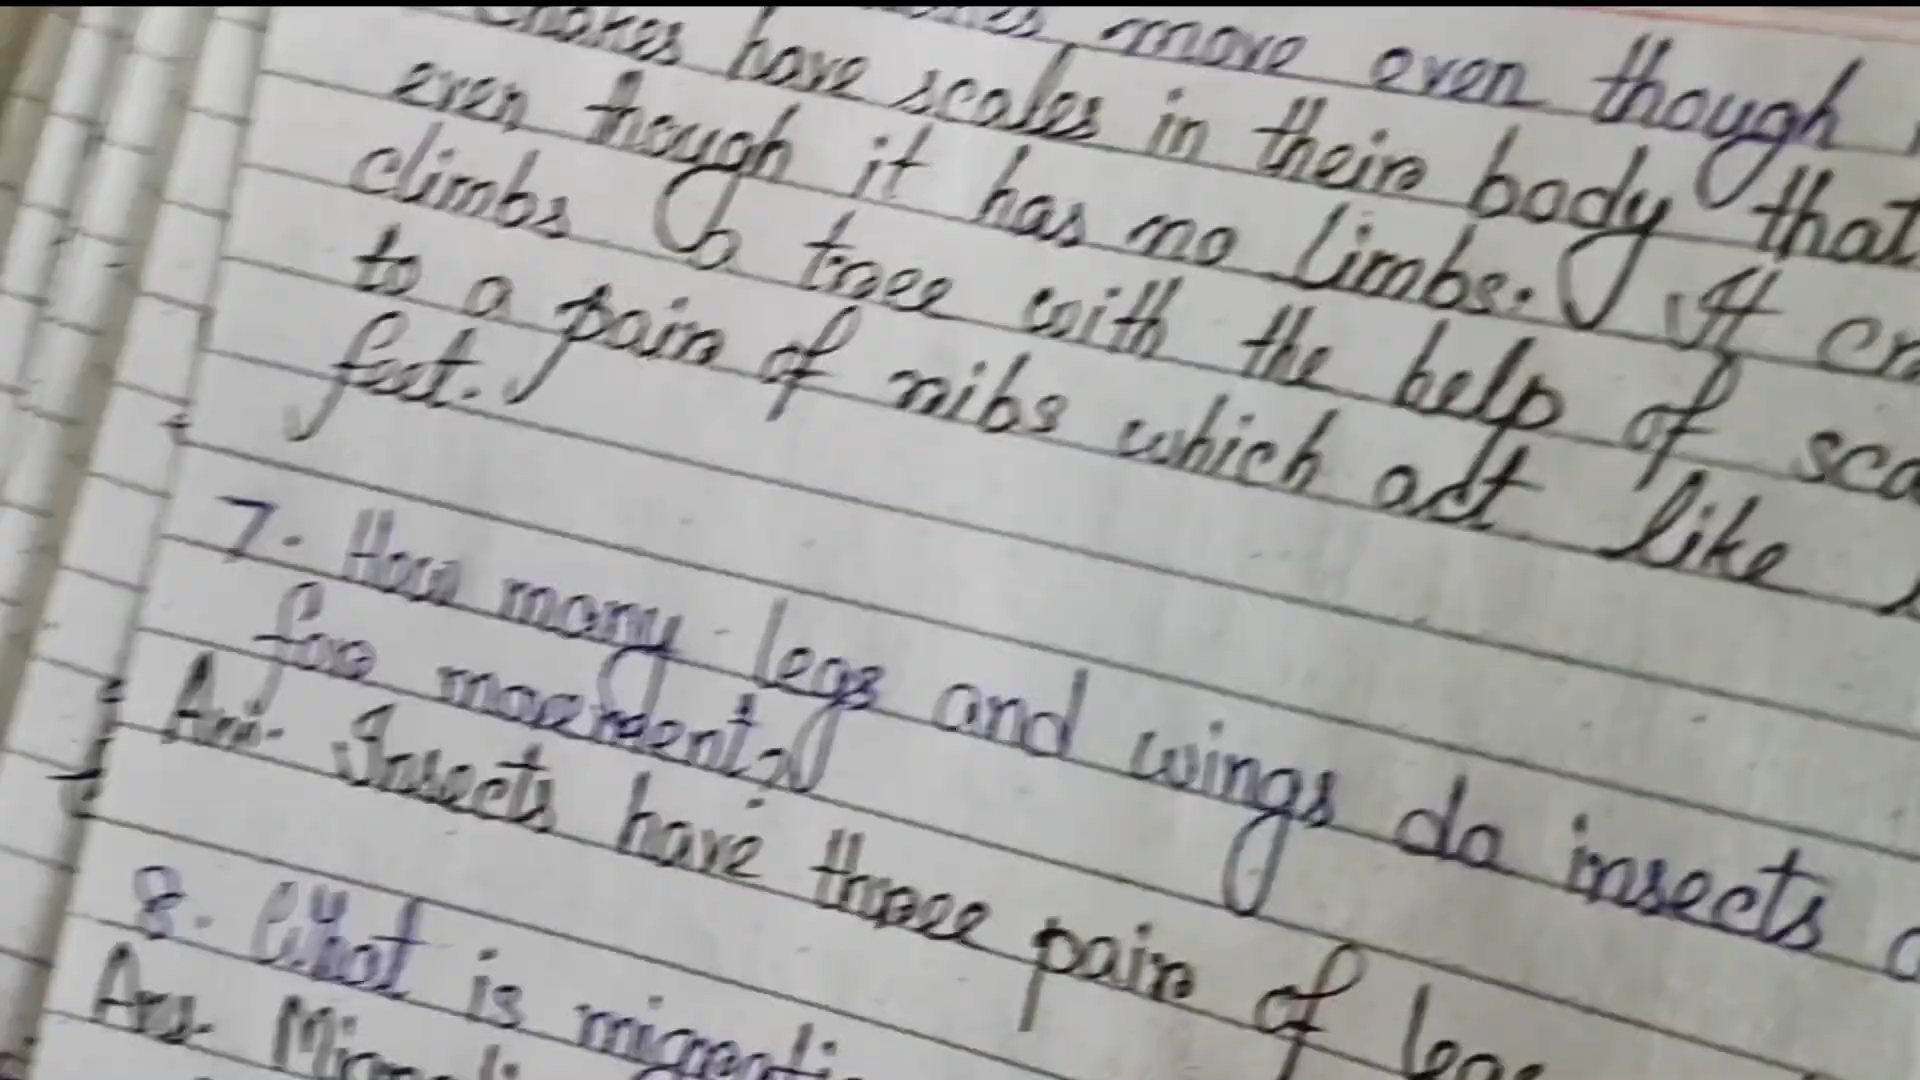 move even though
Snakes have scales in their body that
even though it has no limbs. It
climbs a tree with the help of
to a pair of ribs which act like
feet.
7. How many legs and wings do insects
for movement?
Ans. Insects have three pair of legs
8. What is
Ans.